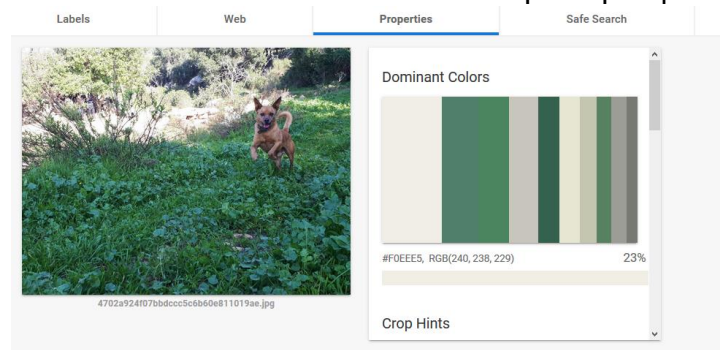 Labels Web Properties Safe Search
Dominant Colors
#F0EEE5, RGB(240, 238, 229) 23%
4702a924f07bbdccc5c6b60e811019ae.jpg
Crop Hints